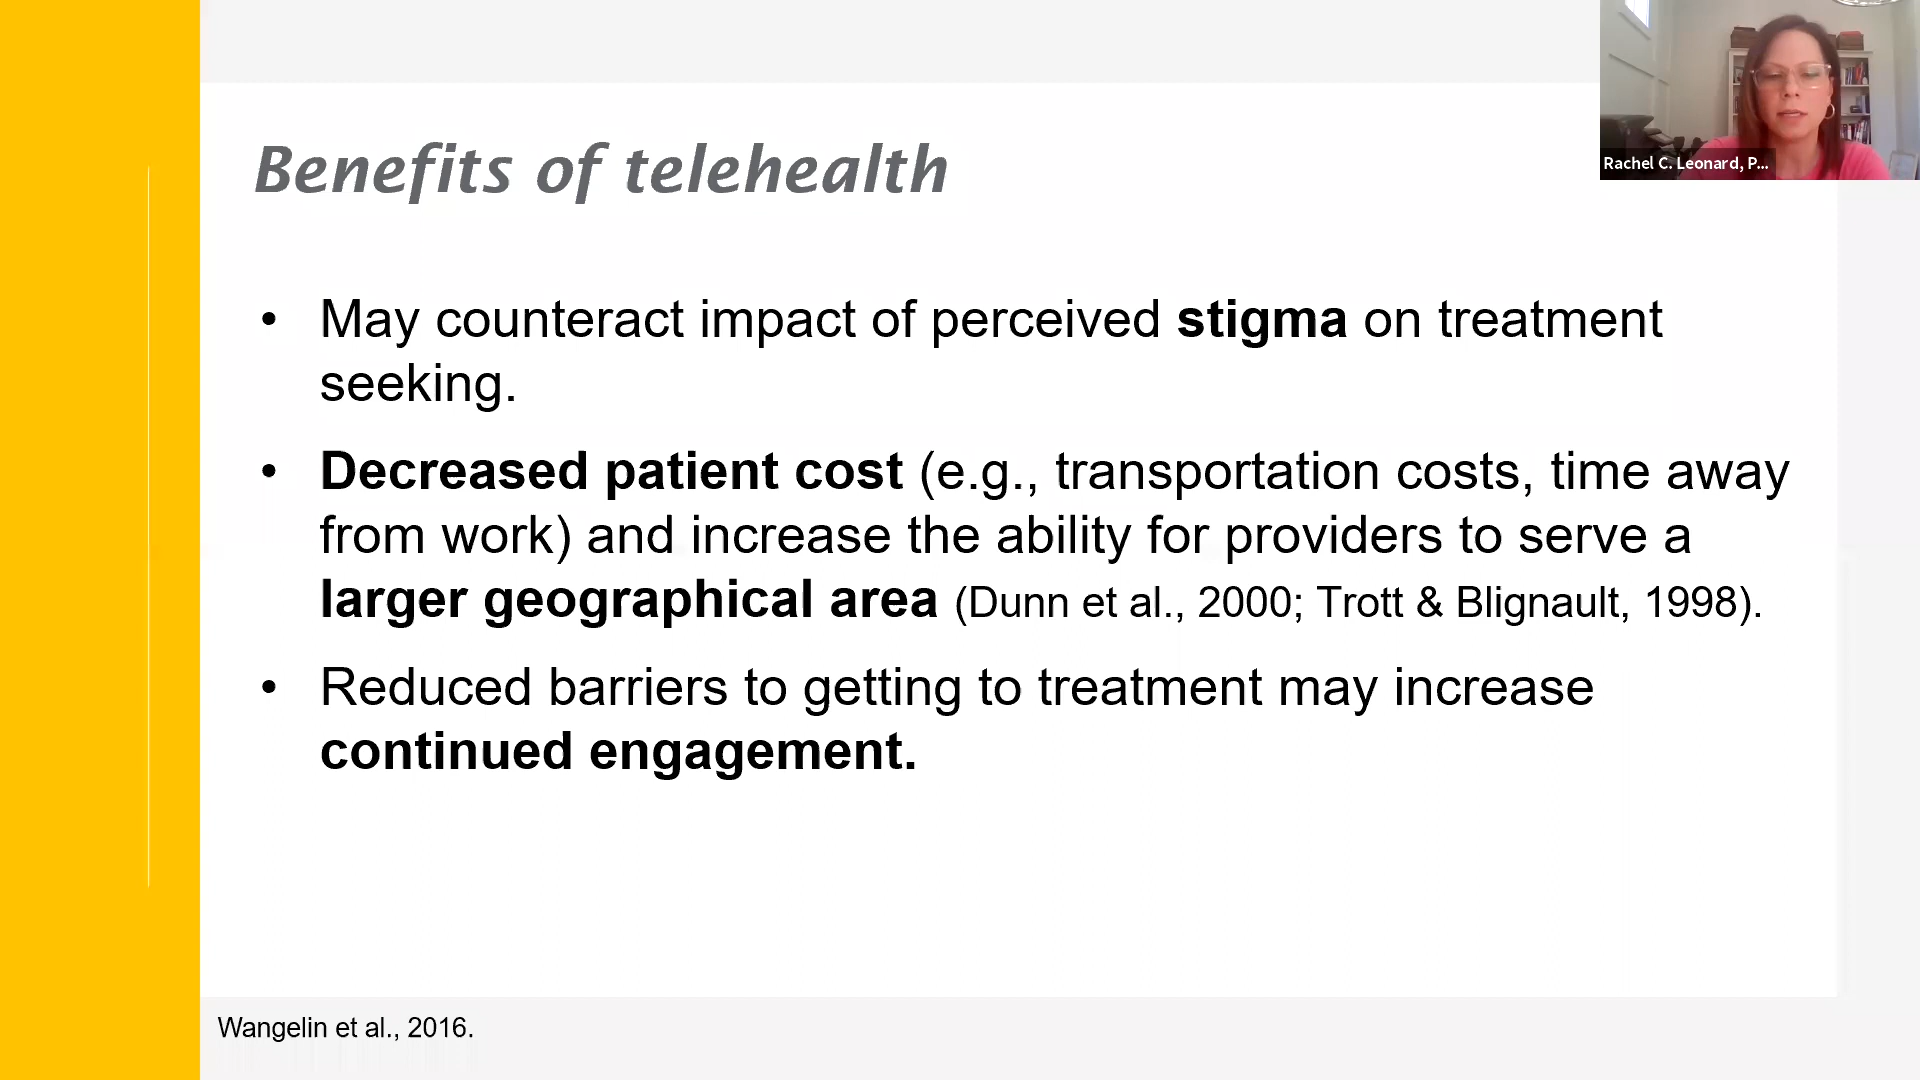 Rachel C. Leonard, P...
Benefits of telehealth
• May counteract impact of perceived stigma on treatment
seeking.
• Decreased patient cost (e.g., transportation costs, time away
from work) and increase the ability for providers to serve a
larger geographical area (Dunn et al., 2000; Trott & Blignault, 1998).
• Reduced barriers to getting to treatment may increase
continued engagement.
Wangelin et al., 2016.